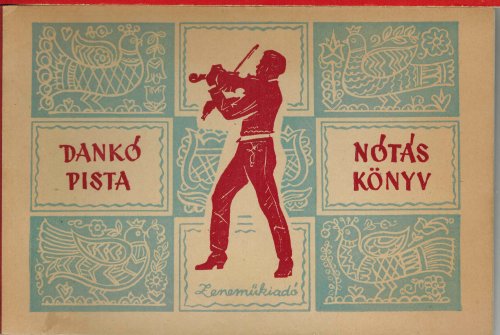 DANKÓ
PISTA
NÓTÁS
KÖNYV
Zeneműkiadó